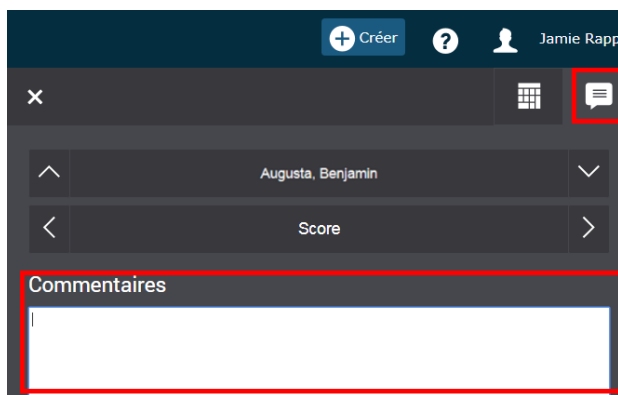 Créer ? Jamie Rapp
Augusta, Benjamin
Score
Commentaires